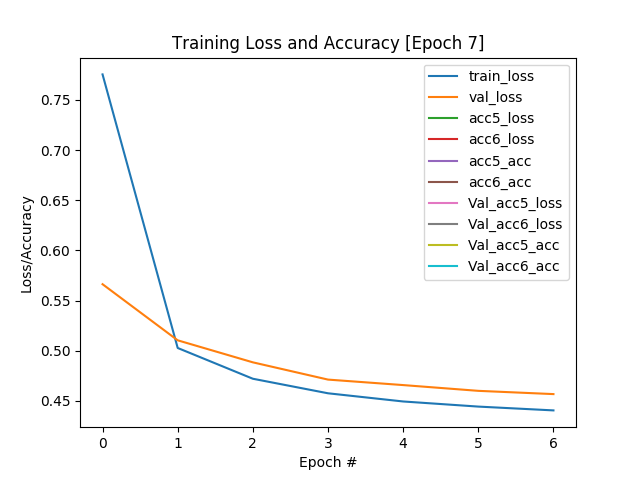 Training Loss and Accuracy [Epoch 7]
train_loss
val_loss
acc5_loss
acc6_loss
acc5_acc
acc6_acc
Val_acc5_loss
Val_acc6_loss
Val_acc5_acc
Val_acc6_acc
Loss/Accuracy
0.75
0.70
0.65
0.60
0.55
0.50
0.45
0 1 2 3 4 5 6
Epoch #